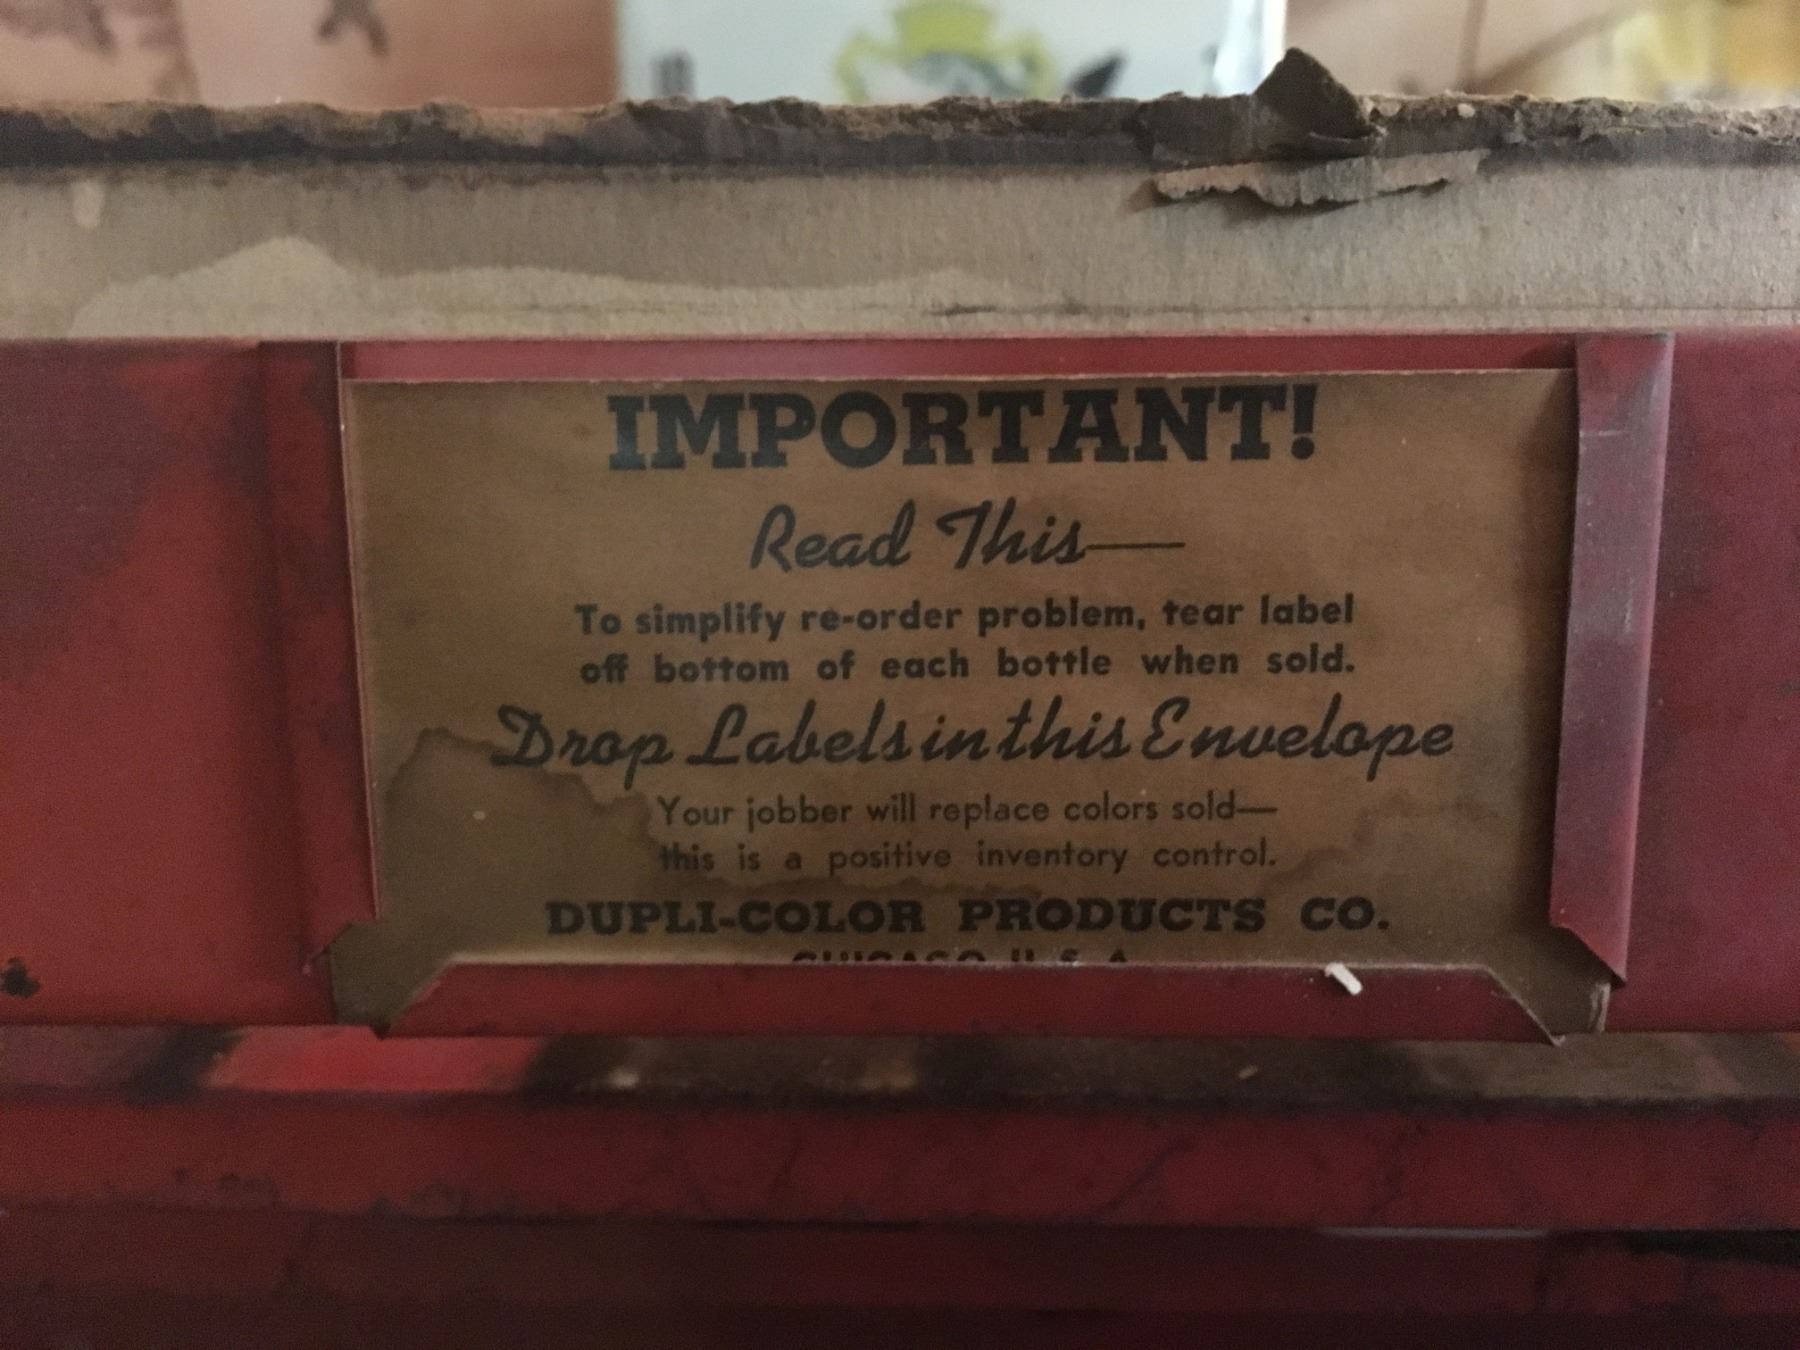 IMPORTANT!
Read This—
To simplify re-order problem, tear label
off bottom of each bottle when sold.
Drop Labels in this Envelope
Your jobber will replace colors sold—
this is a positive inventory control.
DUPLI-COLOR PRODUCTS CO.
CHICAGO U. S. A.